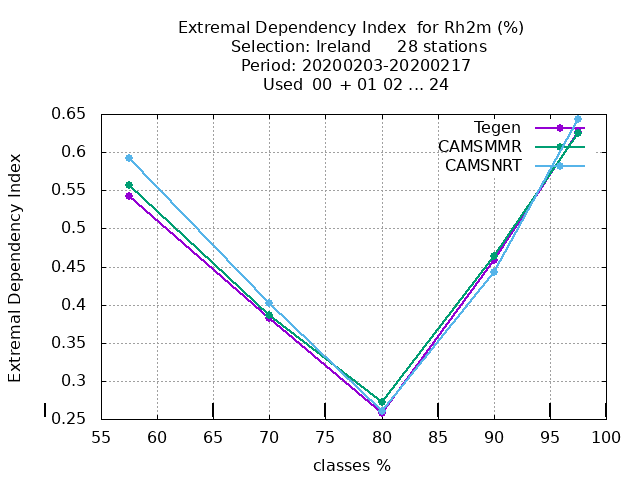 Extremal Dependency Index  for Rh2m (%)
Selection: Ireland     28 stations
Period: 20200203-20200217
Used  00  + 01 02 ... 24
Extremal Dependency Index
0.65
0.6
0.55
0.5
0.45
0.4
0.35
0.3
0.25
Tegen
CAMSMMR
CAMSNRT
55 60 65 70 75 80 85 90 95 100
classes %